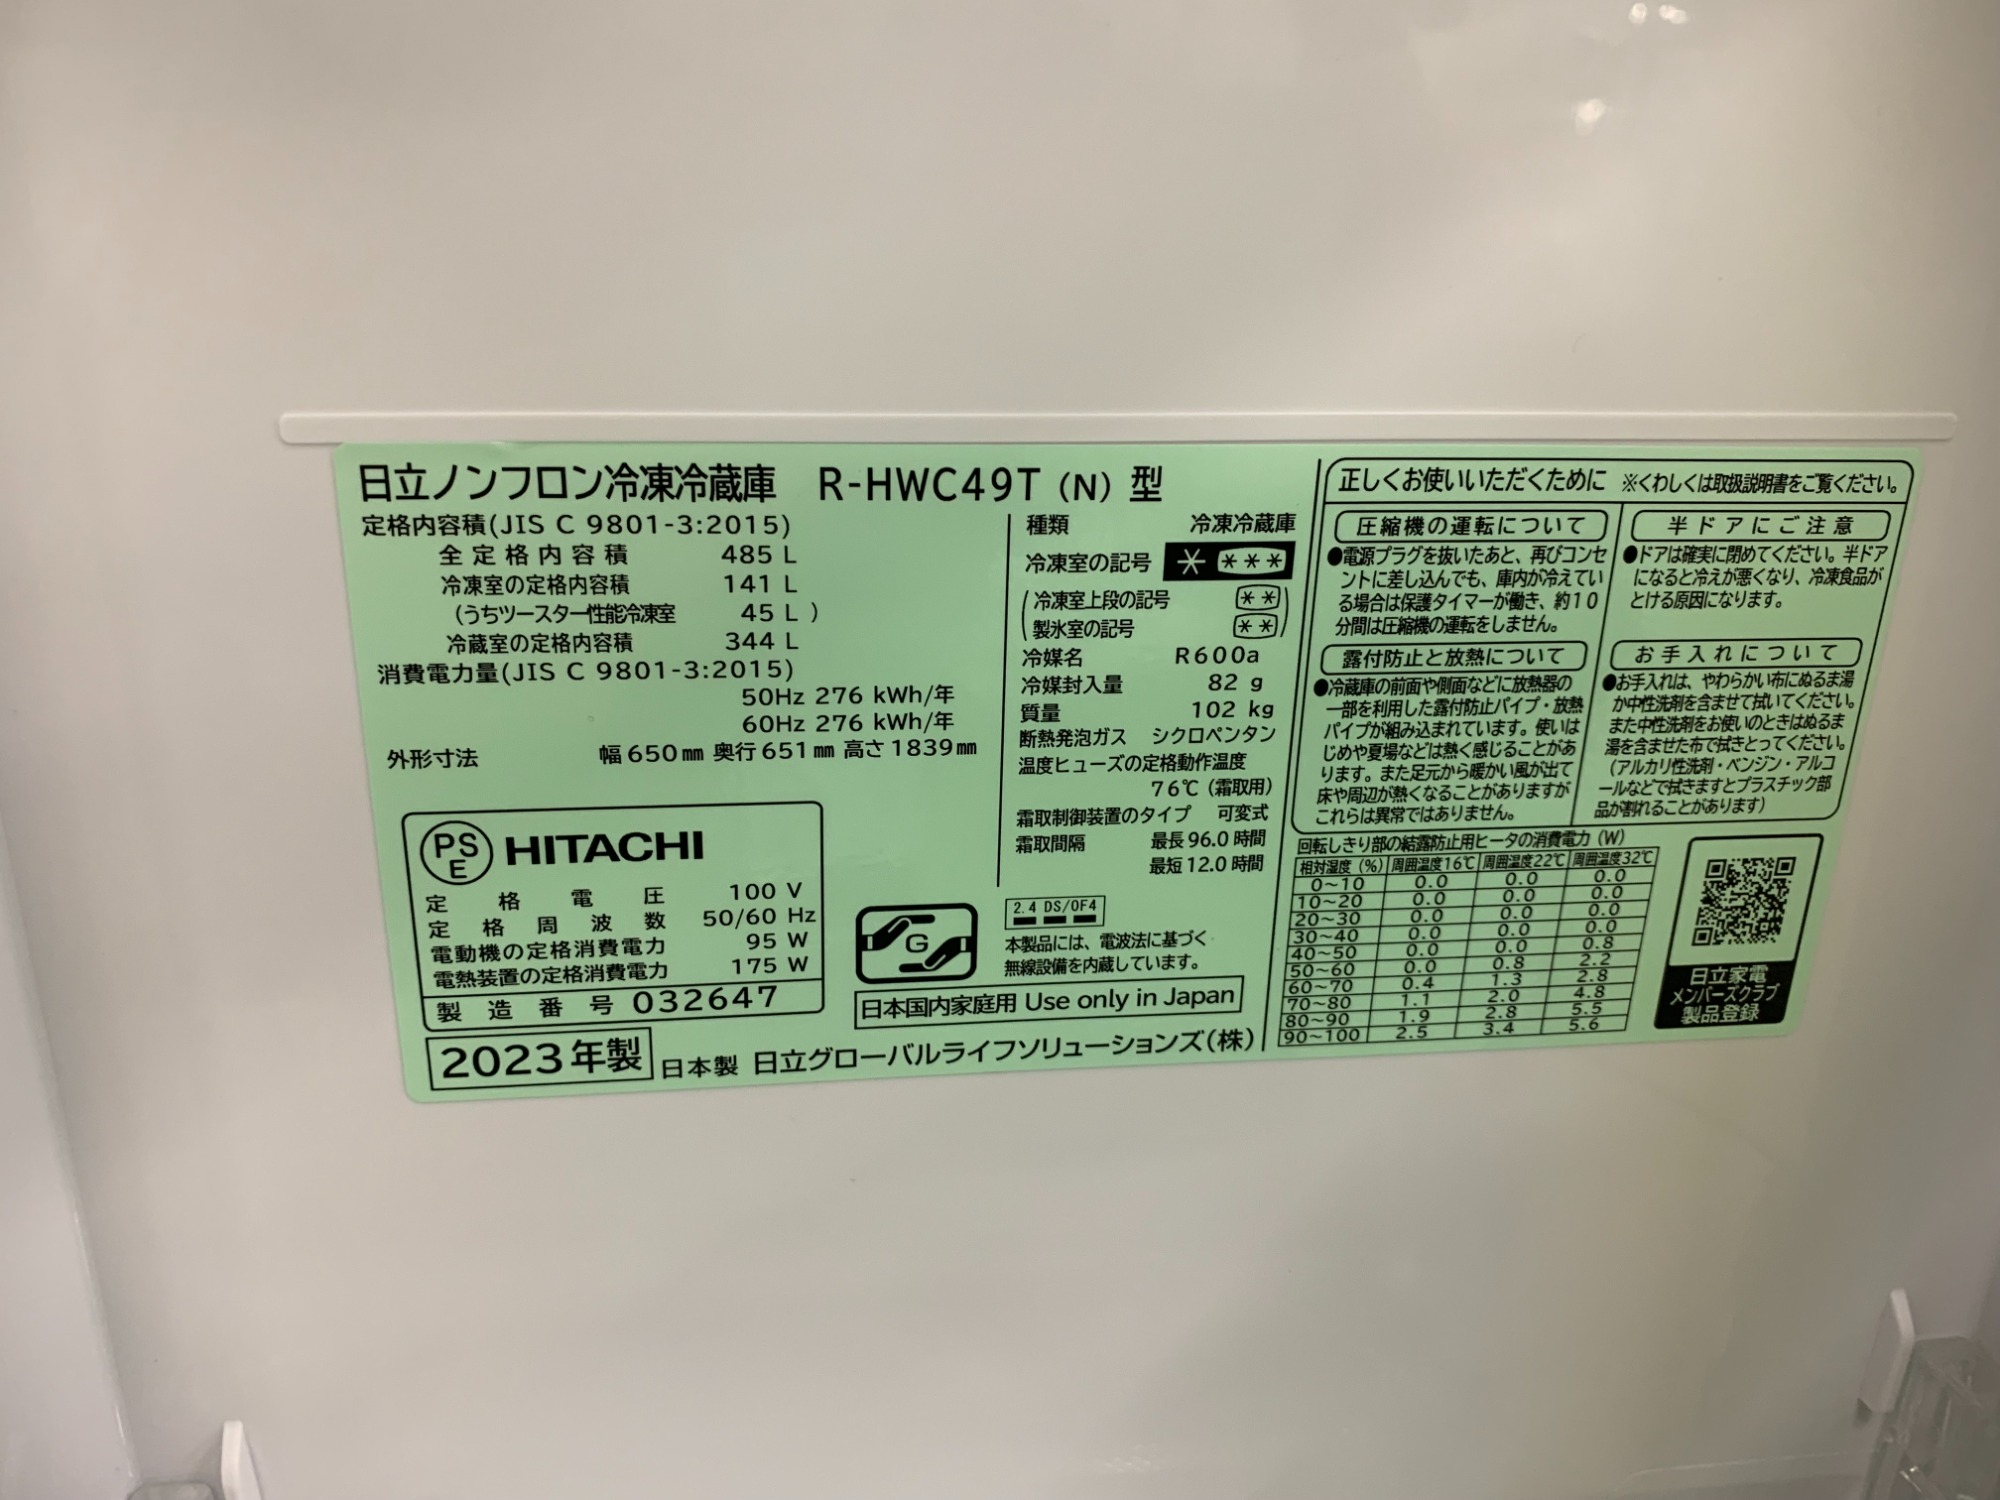 日立ノンフロン冷凍冷蔵庫 R-HWC49T (N) 型
定格内容積(JIS C 9801-3:2015)
全定格内容積 485 L
冷凍室の定格内容積 141 L
(うちツースター性能冷凍室 45 L )
冷蔵室の定格内容積 344 L
消費電力量(JIS C 9801-3:2015)
50Hz 276 kWh/年
60Hz 276 kWh/年
外形寸法 幅 650㎜ 奥行 651㎜ 高さ 1839㎜
PS
E
HITACHI
定格電圧 100 V
定格周波数 50/60 Hz
電動機の定格消費電力 95 W
電熱装置の定格消費電力 175 W
製造番号 032647
2023年製 日本製 日立グローバルライフソリューションズ(株)
種類 冷凍冷蔵庫
冷凍室の記号 * ***
(冷凍室上段の記号 **
製氷室の記号 **)
冷媒名 R600a
冷媒封入量 82 g
質量 102 kg
断熱発泡ガス シクロペンタン
温度ヒューズの定格動作温度
76℃(霜取用)
霜取制御装置のタイプ 可変式
霜取間隔 最長 96.0 時間
最短 12.0 時間
G
2.4 DS/OF4
本製品には、電波法に基づく
無線設備を内蔵しています。
日本国内家庭用 Use only in Japan
正しくお使いいただくために ※くわしくは取扱説明書をご覧ください。
圧縮機の運転について
●電源プラグを抜いたあと、再びコンセ
ントに差し込んでも、庫内が冷えてい
る場合は保護タイマーが働き、約10
分間は圧縮機の運転をしません。
露付防止と放熱について
●冷蔵庫の前面や側面などに放熱器の
一部を利用した露付防止パイプ・放熱
パイプが組み込まれています。使いは
じめや夏場などは熱く感じることがあ
ります。また足元から暖かい風が出て
床や周辺が熱くなることがありますが
これらは異常ではありません。
半ドアにご注意
●ドアは確実に閉めてください。半ドア
になると冷えが悪くなり、冷凍食品が
とける原因になります。
お手入れについて
●お手入れは、やわらかい布にぬるま湯
か中性洗剤を含ませて拭いてください。
また中性洗剤をお使いのときはぬるま
湯を含ませた布で拭きとってください。
(アルカリ性洗剤・ベンジン・アルコ
ールなどで拭きますとプラスチック部
品が割れることがあります)
回転しきり部の結露防止用ヒータの消費電力(W)
相対湿度(%) 周囲温度16℃ 周囲温度22℃ 周囲温度32℃
0~10 0.0 0.0 0.0
10~20 0.0 0.0 0.0
20~30 0.0 0.0 0.0
30~40 0.0 0.0 0.0
40~50 0.0 0.0 0.8
50~60 0.0 0.8 2.2
60~70 0.4 1.3 2.8
70~80 1.1 2.0 4.8
80~90 1.9 2.8 5.5
90~100 2.5 3.4 5.6
日立家電
メンバーズクラブ
製品登録